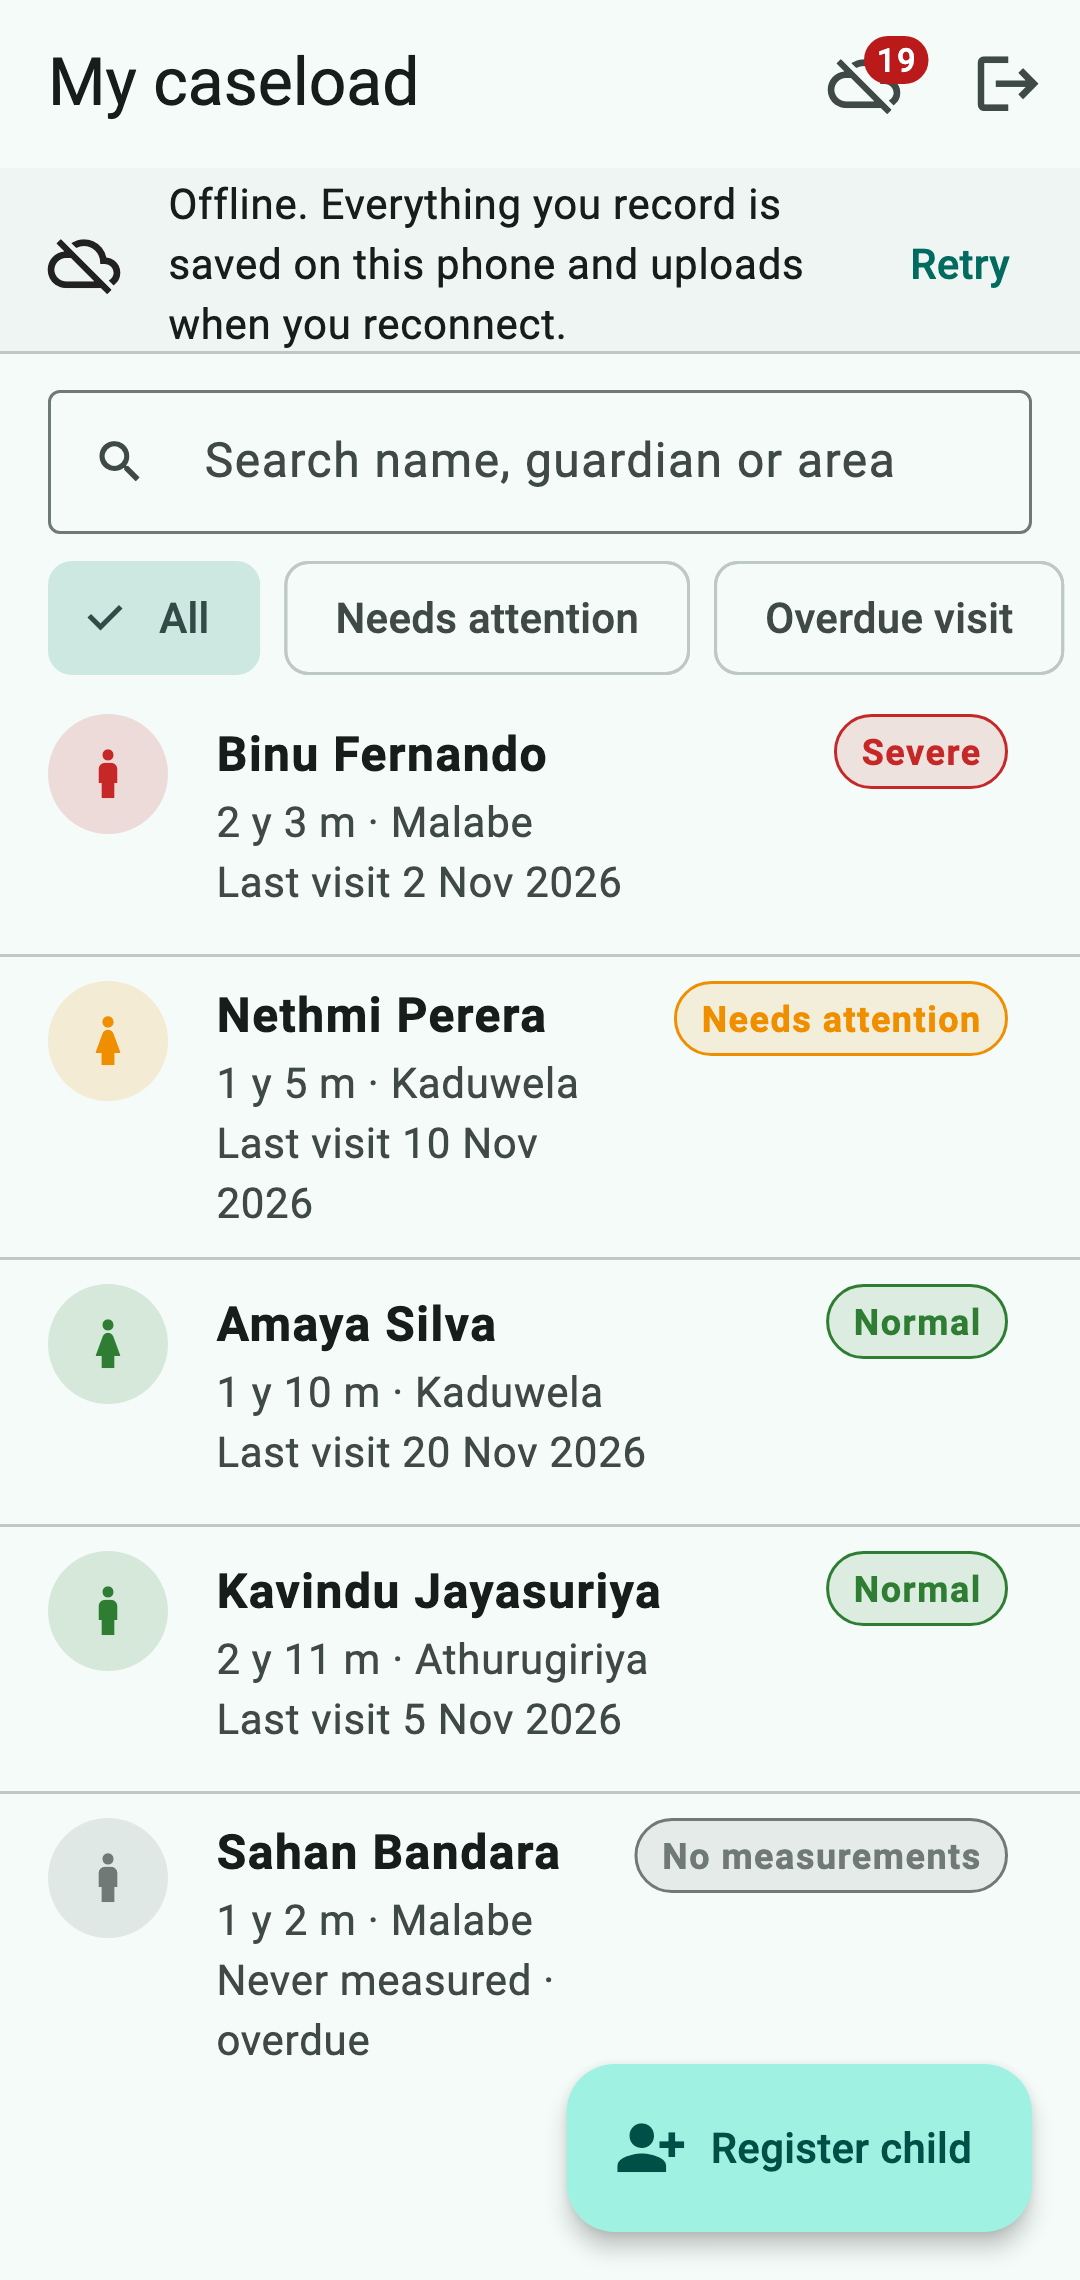 My caseload
19
Offline. Everything you record is
saved on this phone and uploads
when you reconnect.
Retry
Search name, guardian or area
All
Needs attention
Overdue visit
Binu Fernando
Severe
2 y 3 m · Malabe
Last visit 2 Nov 2026
Nethmi Perera
Needs attention
1 y 5 m · Kaduwela
Last visit 10 Nov
2026
Amaya Silva
Normal
1 y 10 m · Kaduwela
Last visit 20 Nov 2026
Kavindu Jayasuriya
Normal
2 y 11 m · Athurugiriya
Last visit 5 Nov 2026
Sahan Bandara
No measurements
1 y 2 m · Malabe
Never measured ·
overdue
Register child